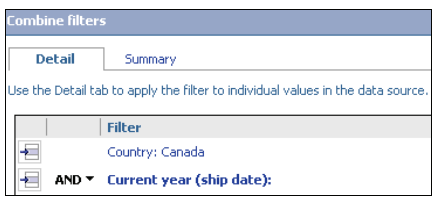 Combine filters
Detail Summary
Use the Detail tab to apply the filter to individual values in the data source.
Filter
Country: Canada
AND Current year (ship date):